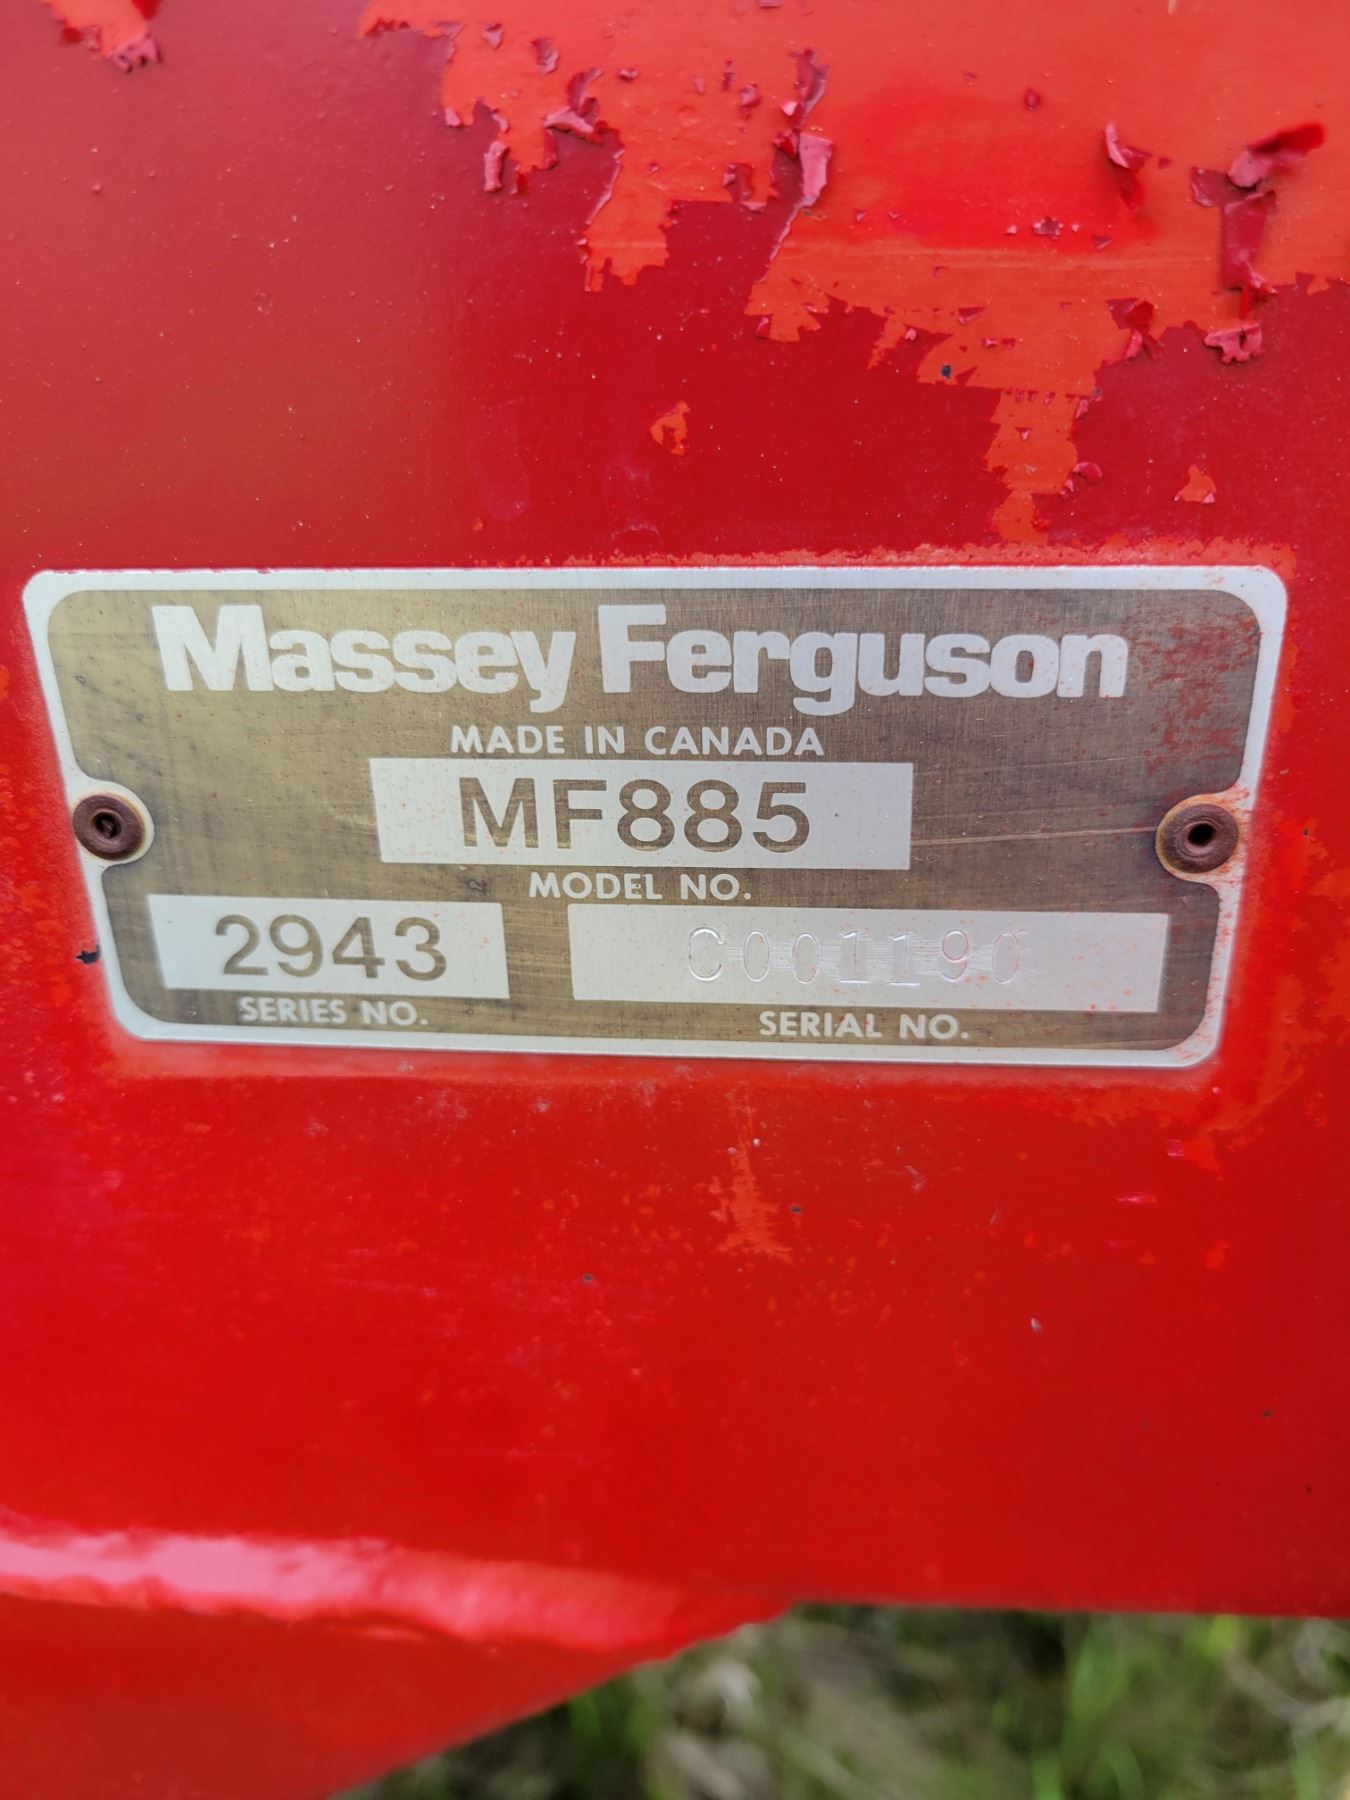 Massey Ferguson
MADE IN CANADA
MF885
MODEL NO.
2943 C001190
SERIES NO. SERIAL NO.